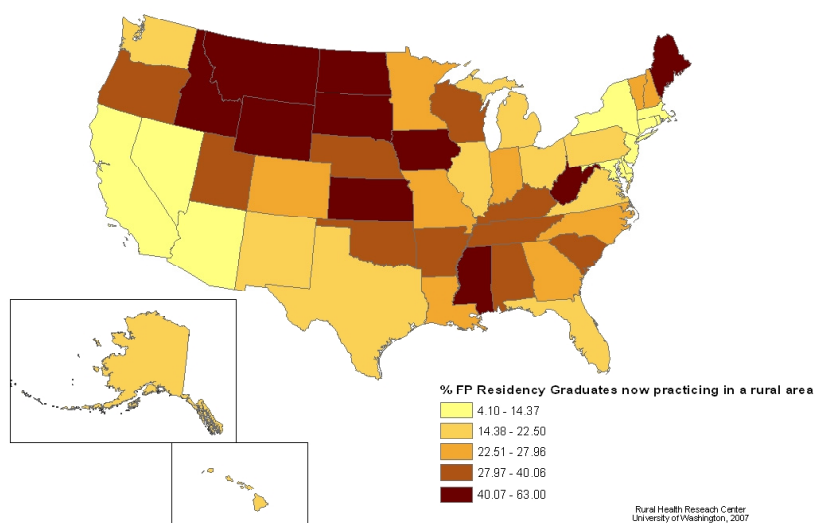 % FP Residency Graduates now practicing in a rural area
4.10 - 14.37
14.38 - 22.50
22.51 - 27.96
27.97 - 40.06
40.07 - 63.00
Rural Health Reseach Center
University of Washington, 2007